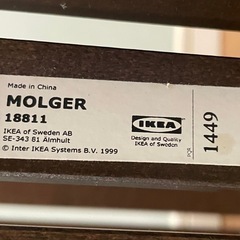 Made in China
MOLGER
18811
IKEA of Sweden AB
SE-343 81 Älmhult
© Inter IKEA Systems B.V. 1999
IKEA
Design and Quality
IKEA of Sweden
1449